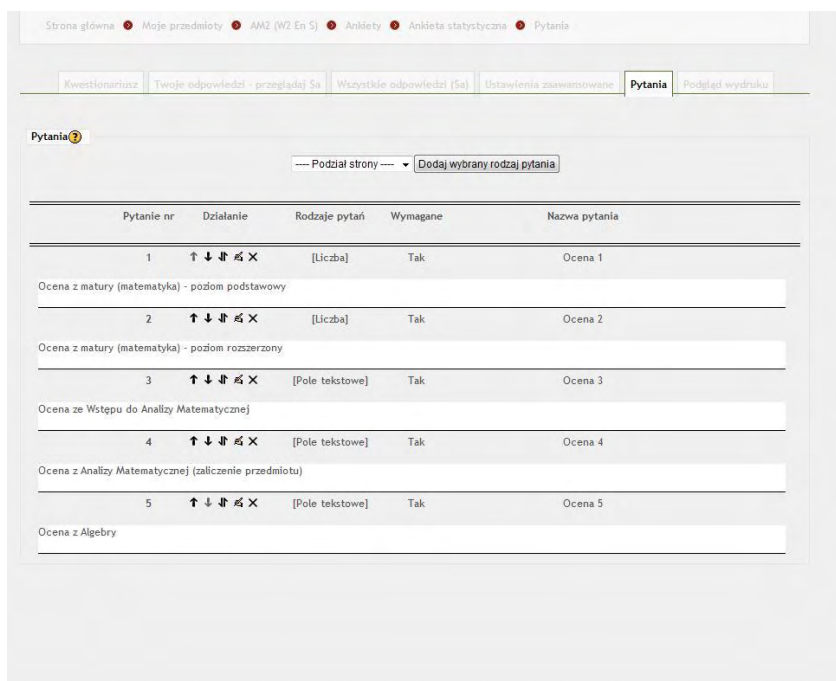 Strona główna Moje przedmioty AM2 (W2 En S) Ankiety Ankieta statystyczna Pytania
Kwestionariusz Twoje odpowiedzi - przeglądaj $a Wszystkie odpowiedzi ($a) Ustawienia zaawansowane Pytania Podgląd wydruku
Pytania
---- Podział strony ---- Dodaj wybrany rodzaj pytania
Pytanie nr Działanie Rodzaje pytań Wymagane Nazwa pytania
1 [Liczba] Tak Ocena 1
Ocena z matury (matematyka) - poziom podstawowy
2 [Liczba] Tak Ocena 2
Ocena z matury (matematyka) - poziom rozszerzony
3 [Pole tekstowe] Tak Ocena 3
Ocena ze Wstępu do Analizy Matematycznej
4 [Pole tekstowe] Tak Ocena 4
Ocena z Analizy Matematycznej (zaliczenie przedmiotu)
5 [Pole tekstowe] Tak Ocena 5
Ocena z Algebry